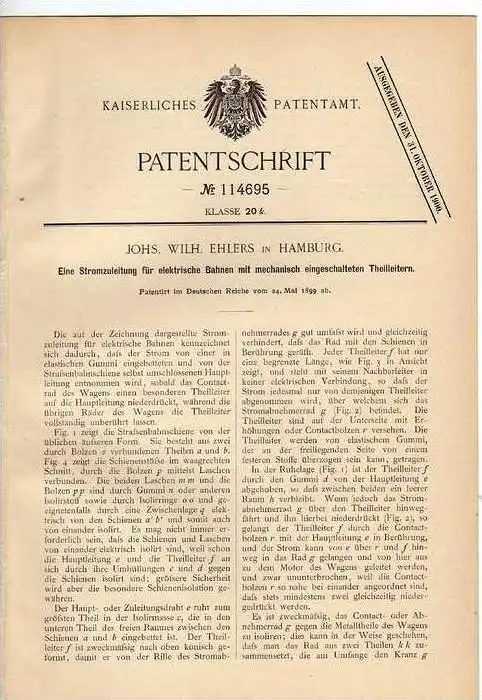 KAISERLICHES PATENTAMT.
AUSGEGEBEN DEN 31. OKTOBER 1900.
PATENTSCHRIFT
— № 114695 —
KLASSE 20k.
JOHS. WILH. EHLERS IN HAMBURG.
Eine Stromzuleitung für elektrische Bahnen mit mechanisch eingeschalteten Theilleitern.
Patentirt im Deutschen Reiche vom 24. Mai 1899 ab.
Die auf der Zeichnung dargestellte Strom-
zuleitung für elektrische Bahnen kennzeichnet
sich dadurch, daſs der Strom von einer in
elastischen Gummi eingebetteten und von der
Straſsenbahnschiene selbst umschlossenen Haupt-
leitung entnommen wird, sobald das Contact-
rad des Wagens einen besonderen Theilleiter
auf die Hauptleitung niederdrückt, während die
übrigen Räder des Wagens die Theilleiter
vollständig unberührt lassen.
Fig. 1 zeigt die Straſsenbahnschiene von der
üblichen äuſseren Form. Sie besteht aus zwei
durch Bolzen z verbundenen Theilen a und b.
Fig. 4 zeigt die Schienenstöſse im waagrechten
Schnitt, durch die Bolzen p mittelst Laschen
verbunden. Die beiden Laschen m m und die
Bolzen p p sind durch Gummi n oder anderen
Isolirstoff sowie durch Isolirringe o o und ge-
eignetenfalls durch eine Zwischenlage q elek-
trisch von den Schienen a¹ b¹ und somit auch
von einander isolirt. Es mag nicht immer er-
forderlich sein, daſs die Schienen und Laschen
von einander elektrisch isolirt sind, weil schon
die Hauptleitung e und die Theilleiter f an
sich durch ihre Umhüllungen c und d gegen
die Schienen isolirt sind; gröſsere Sicherheit
wird aber die besondere Schienenisolation ge-
währen.
Der Haupt- oder Zuleitungsdraht e ruht zum
gröſsten Theil in der Isolirmasse c, die in den
unteren Theil des freien Raumes zwischen den
Schienen a und b eingebettet ist. Der Theil-
leiter f ist zweckmäſsig nach oben konisch ge-
formt, damit er von der Rille des Stromab-
nehmerrades g gut umfaſst wird und gleichzeitig
verhindert, daſs das Rad mit den Schienen in
Berührung geräth. Jeder Theilleiter f hat nur
eine begrenzte Länge, wie Fig. 3 in Ansicht
zeigt, und steht mit seinem Nachbarleiter in
keiner elektrischen Verbindung, so daſs der
Strom jedesmal nur von demjenigen Theilleiter
abgenommen wird, über welchem sich das
Stromabnehmerrad g (Fig. 2) befindet. Die
Theilleiter sind auf der Unterseite mit Er-
höhungen oder Contactbolzen r versehen. Die
Theilleiter werden von elastischem Gummi,
der an der freiliegenden Seite von einem
festeren Stoffe überzogen sein kann, getragen.
In der Ruhelage (Fig. 1) ist der Theilleiter f
durch den Gummi d von der Hauptleitung e
abgehoben, so daſs zwischen beiden ein leerer
Raum h verbleibt. Wenn jedoch das Strom-
abnehmerrad g über den Theilleiter hinweg-
führt und ihn hierbei niederdrückt (Fig. 2), so
gelangt der Theilleiter f durch die Contact-
bolzen r mit der Hauptleitung e in Berührung,
und der Strom kann von e über r und f hin-
weg in das Rad g gelangen und von hier aus
zu dem Motor des Wagens geleitet werden,
und zwar ununterbrochen, weil die Contact-
bolzen r so nahe bei einander angeordnet sind,
daſs stets mindestens zwei gleichzeitig nieder-
gedrückt werden.
Es ist zweckmäſsig, das Contact- oder Ab-
nehmerrad g gegen die Metalltheile des Wagens
zu isoliren; dies kann in der Weise geschehen,
daſs man das Rad aus zwei Theilen k k zu-
sammensetzt, die am Umfange den Kranz g